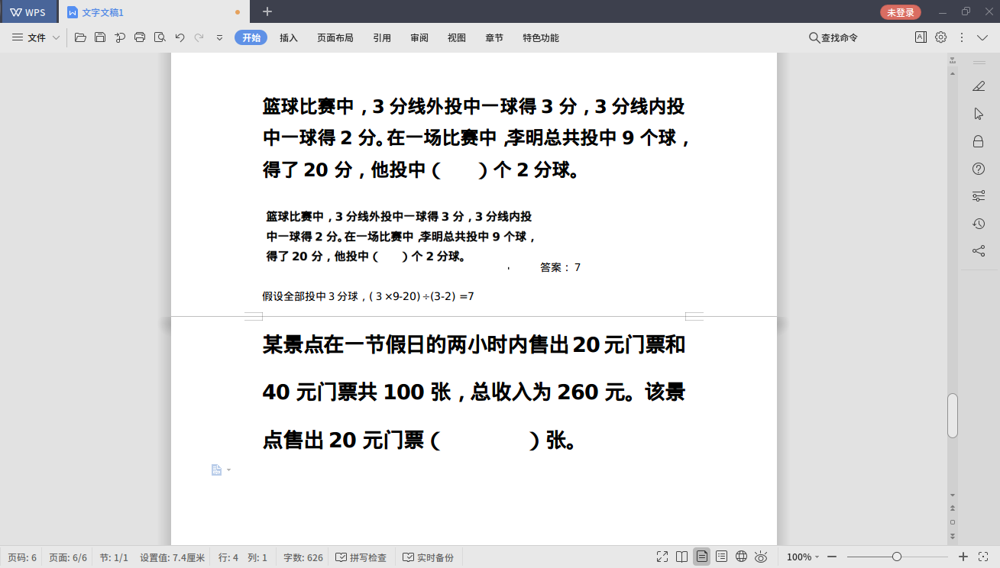 WPS 文字文稿1 未登录
文件 开始 插入 页面布局 引用 审阅 视图 章节 特色功能 查找命令
篮球比赛中，3 分线外投中一球得 3 分，3 分线内投
中一球得 2 分。在一场比赛中，李明总共投中 9 个球，
得了 20 分，他投中（ ）个 2 分球。
篮球比赛中，3 分线外投中一球得 3 分，3 分线内投
中一球得 2 分。在一场比赛中，李明总共投中 9 个球，
得了 20 分，他投中（ ）个 2 分球。
答案：7
假设全部投中 3 分球，( 3 ×9-20) ÷(3-2) =7
某景点在一节假日的两小时内售出 20 元门票和
40 元门票共 100 张，总收入为 260 元。该景
点售出 20 元门票（ ）张。
页码: 6 页面: 6/6 节: 1/1 设置值: 7.4厘米 行: 4 列: 1 字数: 626 拼写检查 实时备份 100%